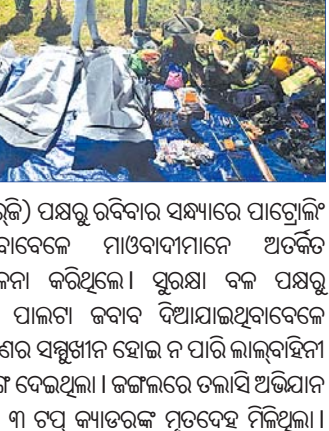 ର୍‌ଜି) ପକ୍ଷରୁ ରବିବାର ସନ୍ଧ୍ୟାରେ ପାଟ୍ରୋଲିଂ
ବାବେଳେ ମାଓବାଦୀମାନେ ଅତର୍କିତ
ଳନା କରିଥିଲେ। ସୁରକ୍ଷା ବଳ ପକ୍ଷରୁ
ପାଲଟା ଜବାବ ଦିଆଯାଇଥିବାବେଳେ
ଣର ସମ୍ମୁଖୀନ ହୋଇ ନ ପାରି ଲାଲ୍‌ବାହିନୀ
ଙ୍ଗ ଦେଇଥିଲା। ଜଙ୍ଗଲରେ ତଲାସି ଅଭିଯାନ
୩ ଟପ୍ କ୍ୟାଡରଙ୍କ ମୃତଦେହ ମିଳିଥିଲା।